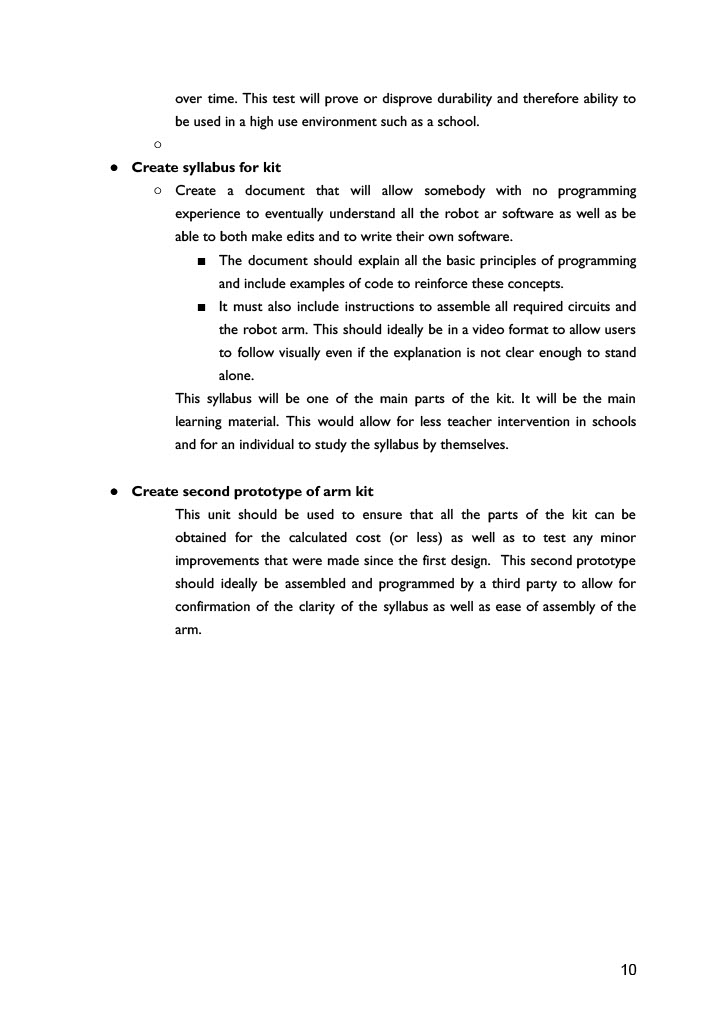 over time. This test will prove or disprove durability and therefore ability to
be used in a high use environment such as a school.
○
● Create syllabus for kit
○ Create a document that will allow somebody with no programming
experience to eventually understand all the robot ar software as well as be
able to both make edits and to write their own software.
■ The document should explain all the basic principles of programming
and include examples of code to reinforce these concepts.
■ It must also include instructions to assemble all required circuits and
the robot arm. This should ideally be in a video format to allow users
to follow visually even if the explanation is not clear enough to stand
alone.
This syllabus will be one of the main parts of the kit. It will be the main
learning material. This would allow for less teacher intervention in schools
and for an individual to study the syllabus by themselves.
● Create second prototype of arm kit
This unit should be used to ensure that all the parts of the kit can be
obtained for the calculated cost (or less) as well as to test any minor
improvements that were made since the first design.  This second prototype
should ideally be assembled and programmed by a third party to allow for
confirmation of the clarity of the syllabus as well as ease of assembly of the
arm.
10